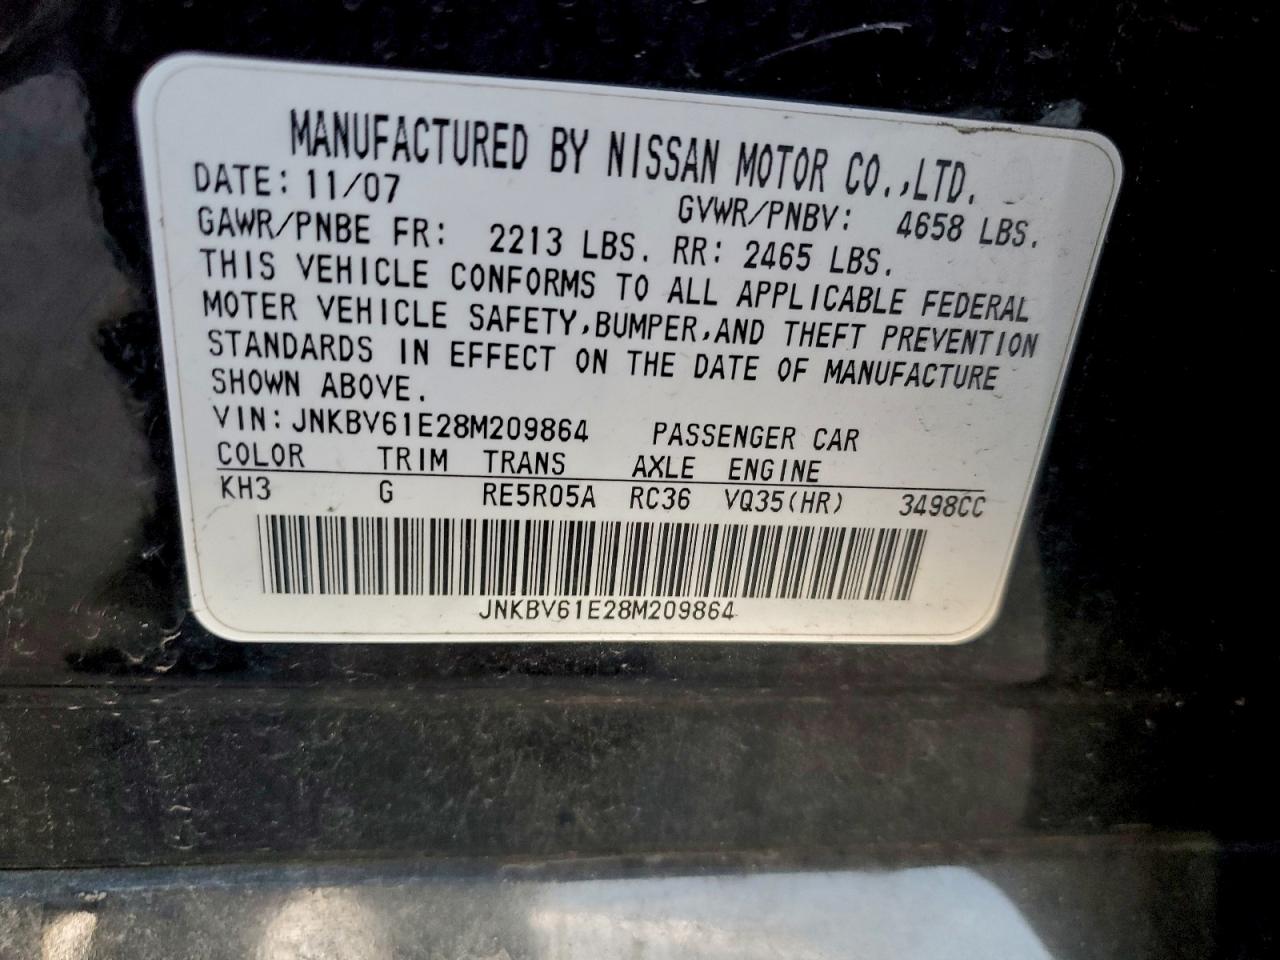 MANUFACTURED BY NISSAN MOTOR CO.,LTD.
DATE: 11/07 GVWR/PNBV: 4658 LBS.
GAWR/PNBE FR: 2213 LBS. RR: 2465 LBS.
THIS VEHICLE CONFORMS TO ALL APPLICABLE FEDERAL
MOTER VEHICLE SAFETY,BUMPER,AND THEFT PREVENTION
STANDARDS IN EFFECT ON THE DATE OF MANUFACTURE
SHOWN ABOVE.
VIN:JNKBV61E28M209864 PASSENGER CAR
COLOR TRIM TRANS AXLE ENGINE
KH3 G RE5R05A RC36 VQ35(HR) 3498CC
JNKBV61E28M209864